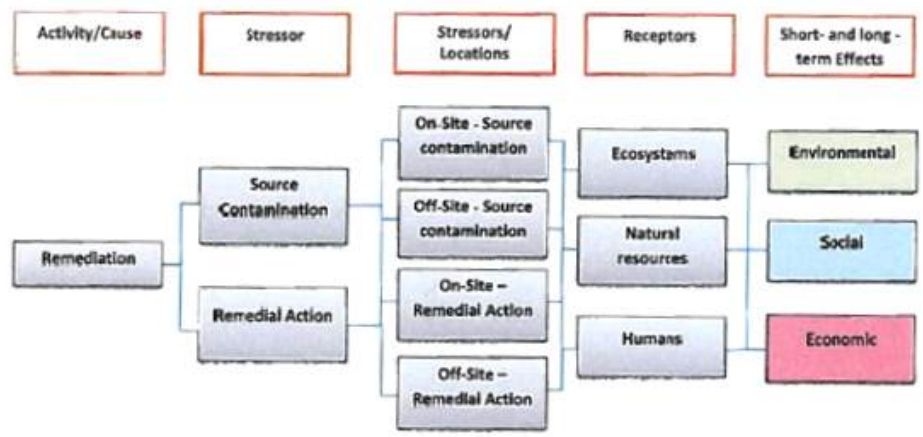 Activity/Cause
Stressor
Stressors/
Locations
Receptors
Short- and long -
term Effects
Remediation
Source
Contamination
Remedial Action
On-Site - Source
contamination
Off-Site - Source
contamination
On-Site –
Remedial Action
Off-Site –
Remedial Action
Ecosystems
Natural
resources
Humans
Environmental
Social
Economic